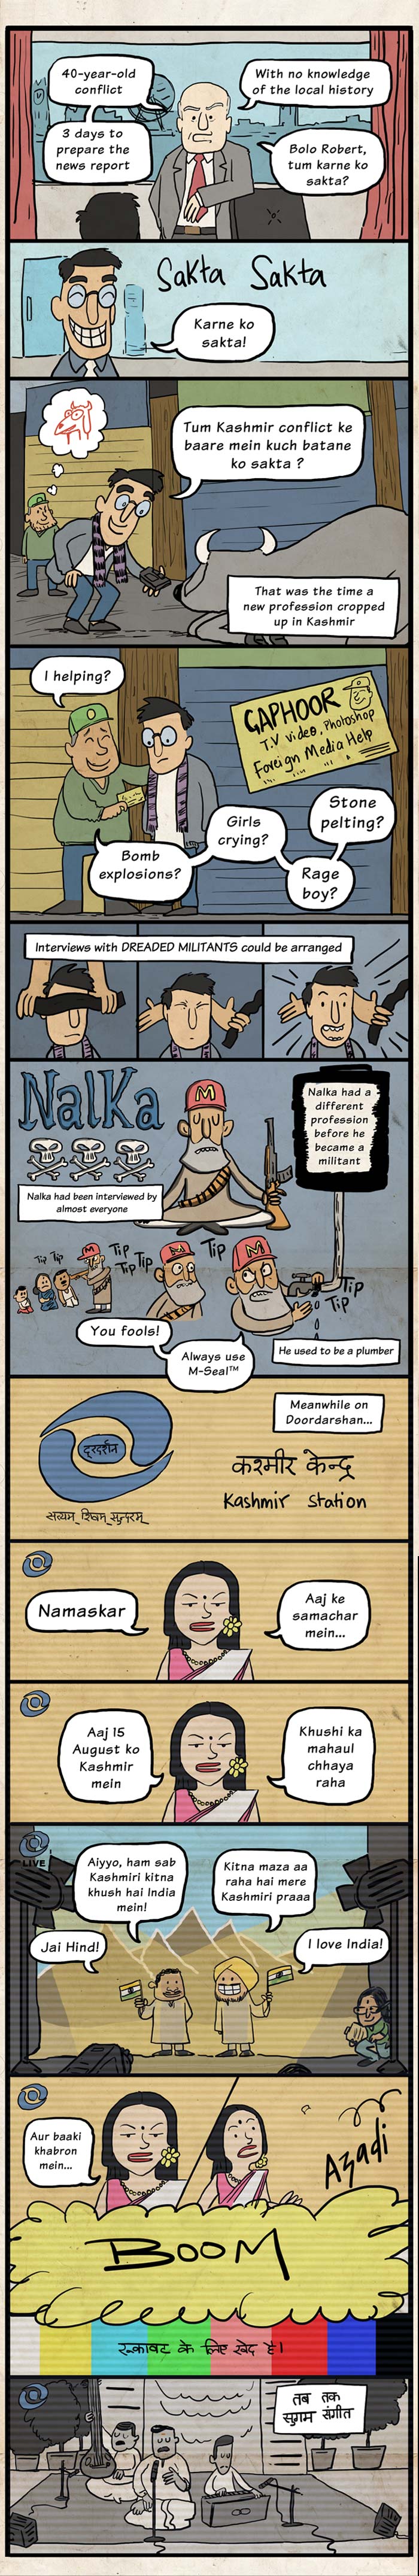 40-year-old
conflict
With no knowledge
of the local history
3 days to
prepare the
news report
Bolo Robert,
tum karne ko
sakta?
Sakta Sakta
Karne ko
sakta!
Tum Kashmir conflict ke
baare mein kuch batane
ko sakta ?
That was the time a
new profession cropped
up in Kashmir
I helping?
GAPHOOR
T.V video, Photoshop
Foreign Media Help
Stone
pelting?
Girls
crying?
Bomb
explosions?
Rage
boy?
Interviews with DREADED MILITANTS could be arranged
NalKa
M
Nalka had a
different
profession
before he
became a
militant
Nalka had been interviewed by
almost everyone
Tip Tip
M
Tip
Tip Tip
M
Tip
M
Tip
Tip
You fools!
Always use
M-Seal™
He used to be a plumber
Meanwhile on
Doordarshan...
दूरदर्शन
सत्यम् शिवम् सुन्दरम्
कश्मीर केन्द्र
Kashmir Station
Namaskar
Aaj ke
samachar
mein...
Aaj 15
August ko
Kashmir
mein
Khushi ka
mahaul
chhaya
raha
LIVE
Aiyyo, ham sab
Kashmiri kitna
khush hai India
mein!
Kitna maza aa
raha hai mere
Kashmiri praaa
Jai Hind!
I love India!
Aur baaki
khabron
mein...
Azadi
BOOM
रुकावट के लिए खेद है।
तब तक
सुगम संगीत